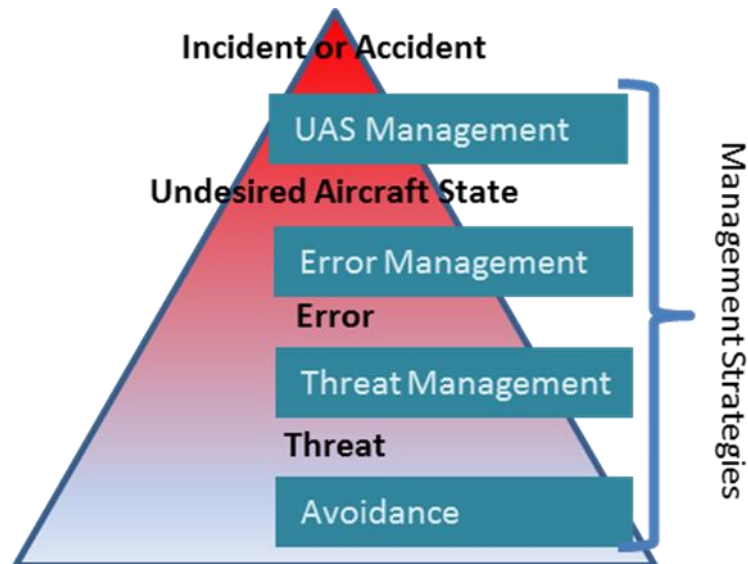 Incident or Accident
UAS Management
Undesired Aircraft State
Error Management
Error
Threat Management
Threat
Avoidance
Management Strategies